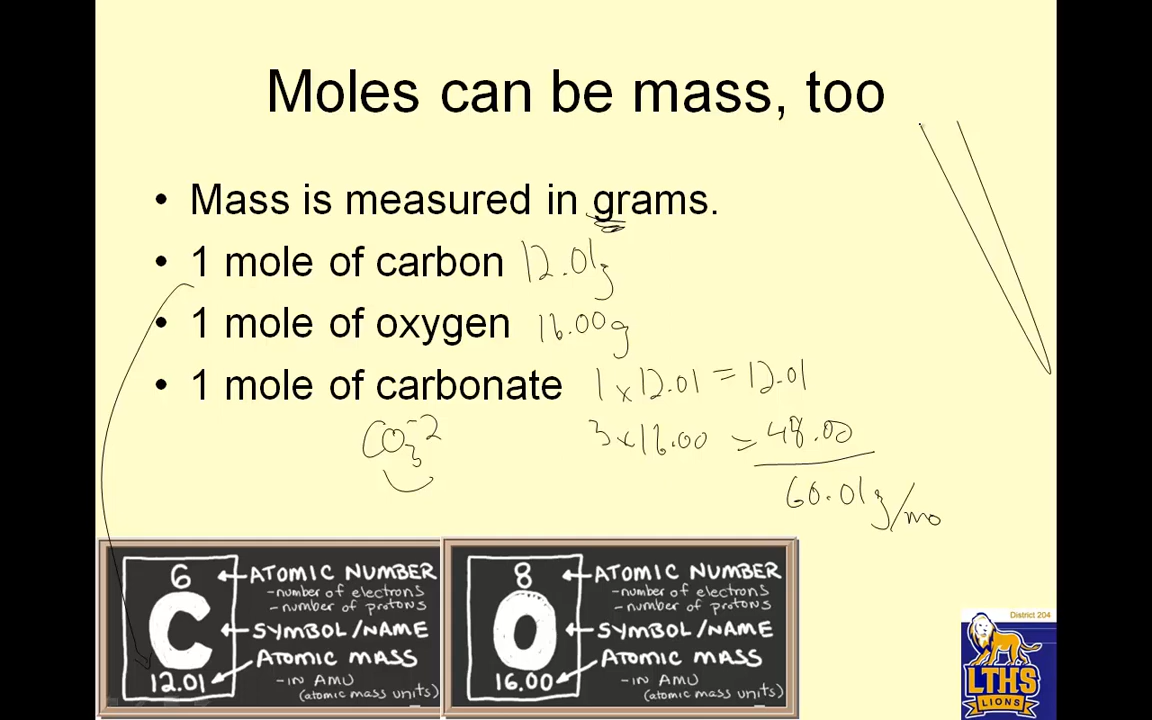 Moles can be mass, too
• Mass is measured in grams.
• 1 mole of carbon 12.01g
• 1 mole of oxygen 16.00g
• 1 mole of carbonate 1 x 12.01 = 12.01
CO₃⁻² 3 x 16.00 = 48.00
60.01g/mo
6 ATOMIC NUMBER
-number of electrons
-number of protons
C SYMBOL/NAME
ATOMIC MASS
12.01 -IN AMU
(atomic mass units)
8 ATOMIC NUMBER
-number of electrons
-number of protons
O SYMBOL/NAME
ATOMIC MASS
16.00 -IN AMU
(atomic mass units)
District 204
LTHS
LIONS